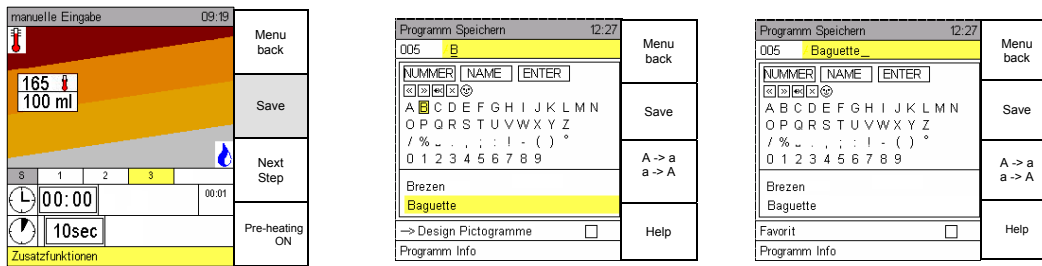 manuelle Eingabe 09:19
165
100 ml
S 1 2 3
00:00 00:01
10sec
Zusatzfunktionen
Menu
back
Save
Next
Step
Pre-heating
ON
Programm Speichern 12:27
005 B
NUMMER NAME ENTER
A B C D E F G H I J K L M N
O P Q R S T U V W X Y Z
/ % _ . , ; : ! - ( ) °
0 1 2 3 4 5 6 7 8 9
Brezen
Baguette
--> Design Pictogramme
Programm Info
Menu
back
Save
A -> a
a -> A
Help
Programm Speichern 12:27
005 Baguette_
NUMMER NAME ENTER
A B C D E F G H I J K L M N
O P Q R S T U V W X Y Z
/ % _ . , ; : ! - ( ) °
0 1 2 3 4 5 6 7 8 9
Brezen
Baguette
Favorit
Programm Info
Menu
back
Save
A -> a
a -> A
Help